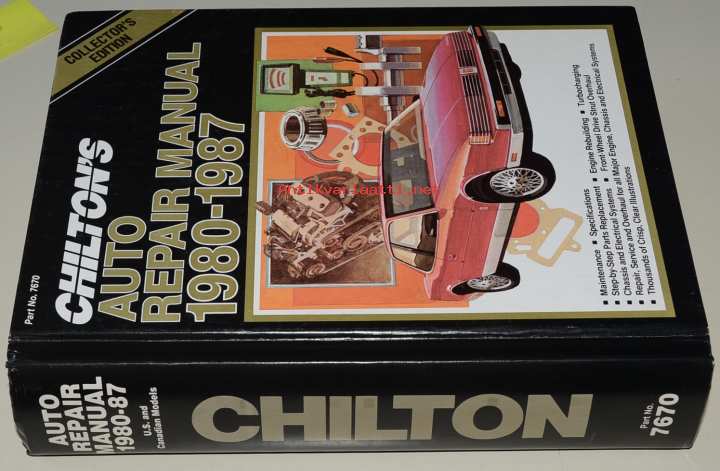 COLLECTOR'S
EDITION
Part No. 7670
CHILTON'S
AUTO
REPAIR MANUAL
1980-1987
Antikvariaatti.net
■ Maintenance ■ Specifications ■ Engine Rebuilding ■ Turbocharging
■ Step-by-Step Parts Replacement ■ Front Wheel Drive Strut Overhaul
■ Chassis and Electrical Systems
■ Repair, Service and Overhaul for all Major Engine, Chassis and Electrical Systems
■ Thousands of Crisp, Clear Illustrations
AUTO
REPAIR
MANUAL
1980-87
U.S. and
Canadian Models
CHILTON
Part No.
7670